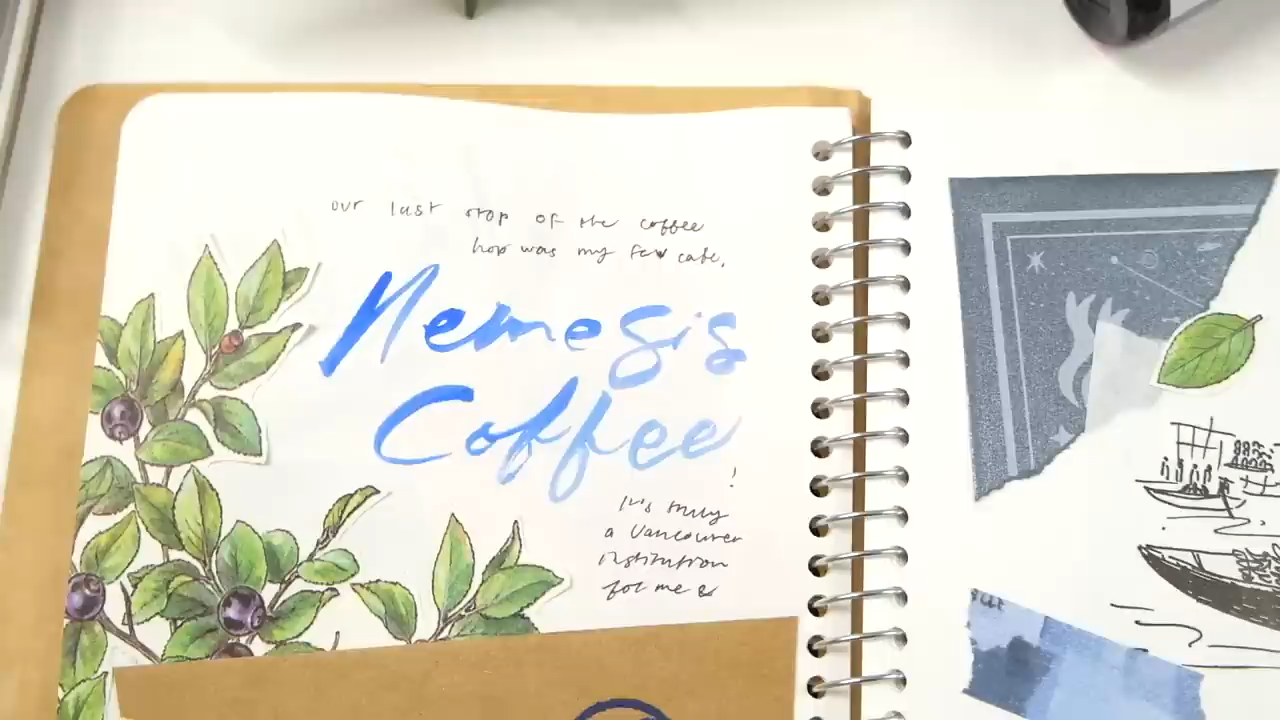 our last stop of the coffee
hop was my fav cafe,
Nemesis
Coffee
!
It's truly
a Vancouver
institution
for me &